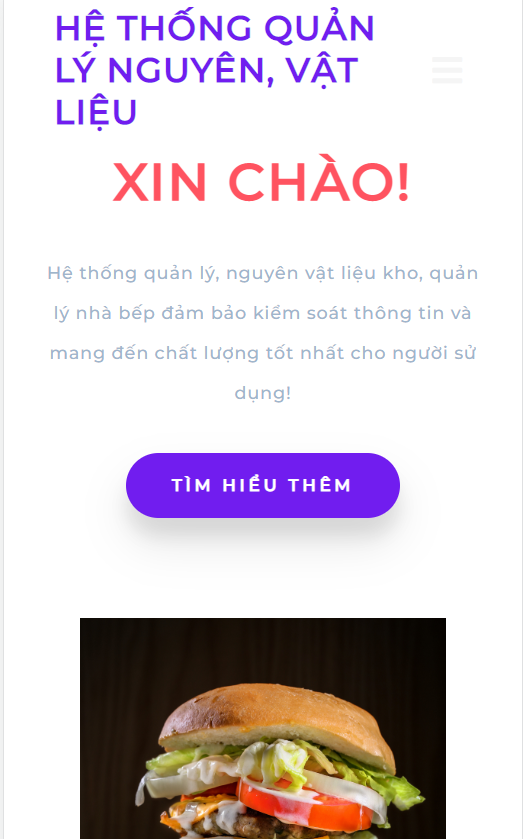 HỆ THỐNG QUẢN
LÝ NGUYÊN, VẬT
LIỆU
XIN CHÀO!
Hệ thống quản lý, nguyên vật liệu kho, quản
lý nhà bếp đảm bảo kiểm soát thông tin và
mang đến chất lượng tốt nhất cho người sử
dụng!
TÌM HIỂU THÊM